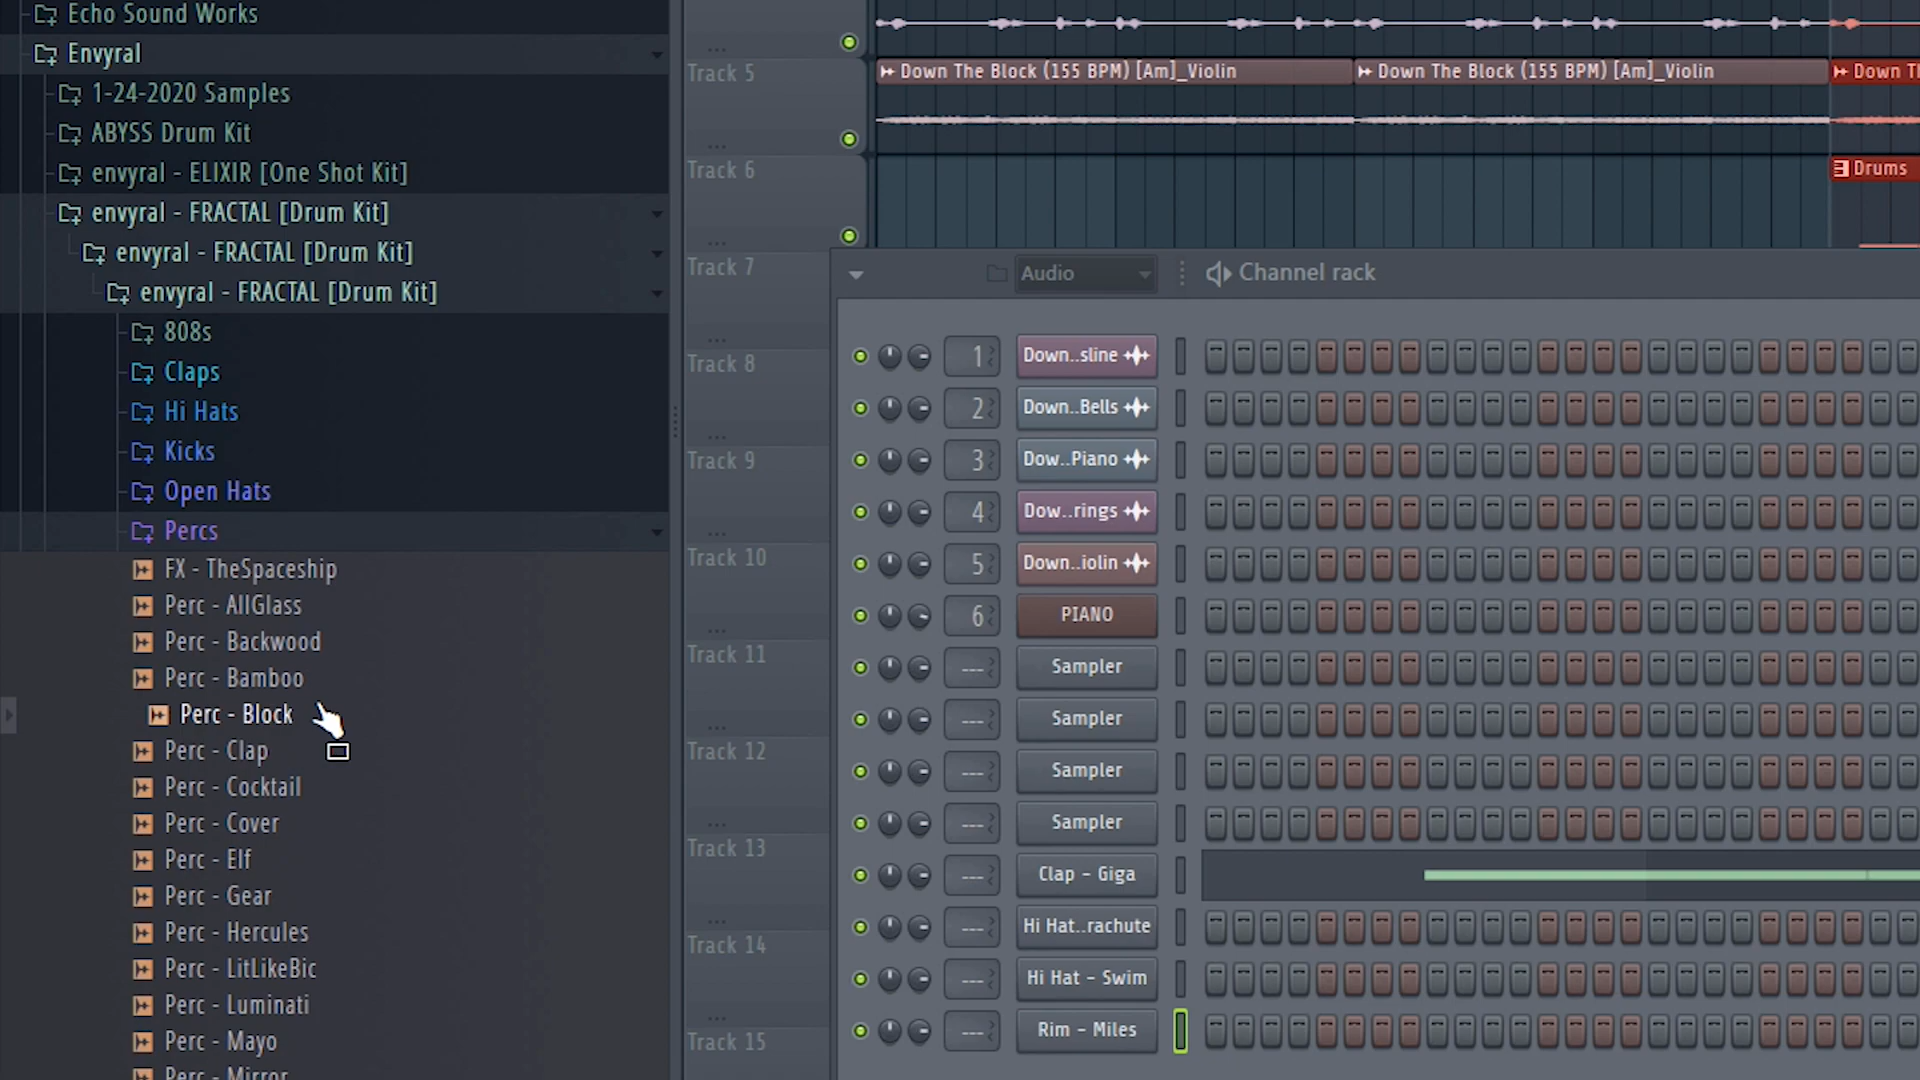 Echo Sound Works
Envyral
1-24-2020 Samples
ABYSS Drum Kit
envyral - ELIXIR [One Shot Kit]
envyral - FRACTAL [Drum Kit]
envyral - FRACTAL [Drum Kit]
envyral - FRACTAL [Drum Kit]
808s
Claps
Hi Hats
Kicks
Open Hats
Percs
FX - TheSpaceship
Perc - AllGlass
Perc - Backwood
Perc - Bamboo
Perc - Block
Perc - Clap
Perc - Cocktail
Perc - Cover
Perc - Elf
Perc - Gear
Perc - Hercules
Perc - LitLikeBic
Perc - Luminati
Perc - Mayo
Perc - Mirror
Track 5
Down The Block (155 BPM) [Am]_Violin
Down The Block (155 BPM) [Am]_Violin
Down Th
Track 6
Drums
Track 7
Track 8
Track 9
Track 10
Track 11
Track 12
Track 13
Track 14
Track 15
Audio
Channel rack
1 Down..sline
2 Down..Bells
3 Dow..Piano
4 Dow..rings
5 Down..iolin
6 PIANO
--- Sampler
--- Sampler
--- Sampler
--- Sampler
--- Clap - Giga
--- Hi Hat..rachute
--- Hi Hat - Swim
--- Rim - Miles